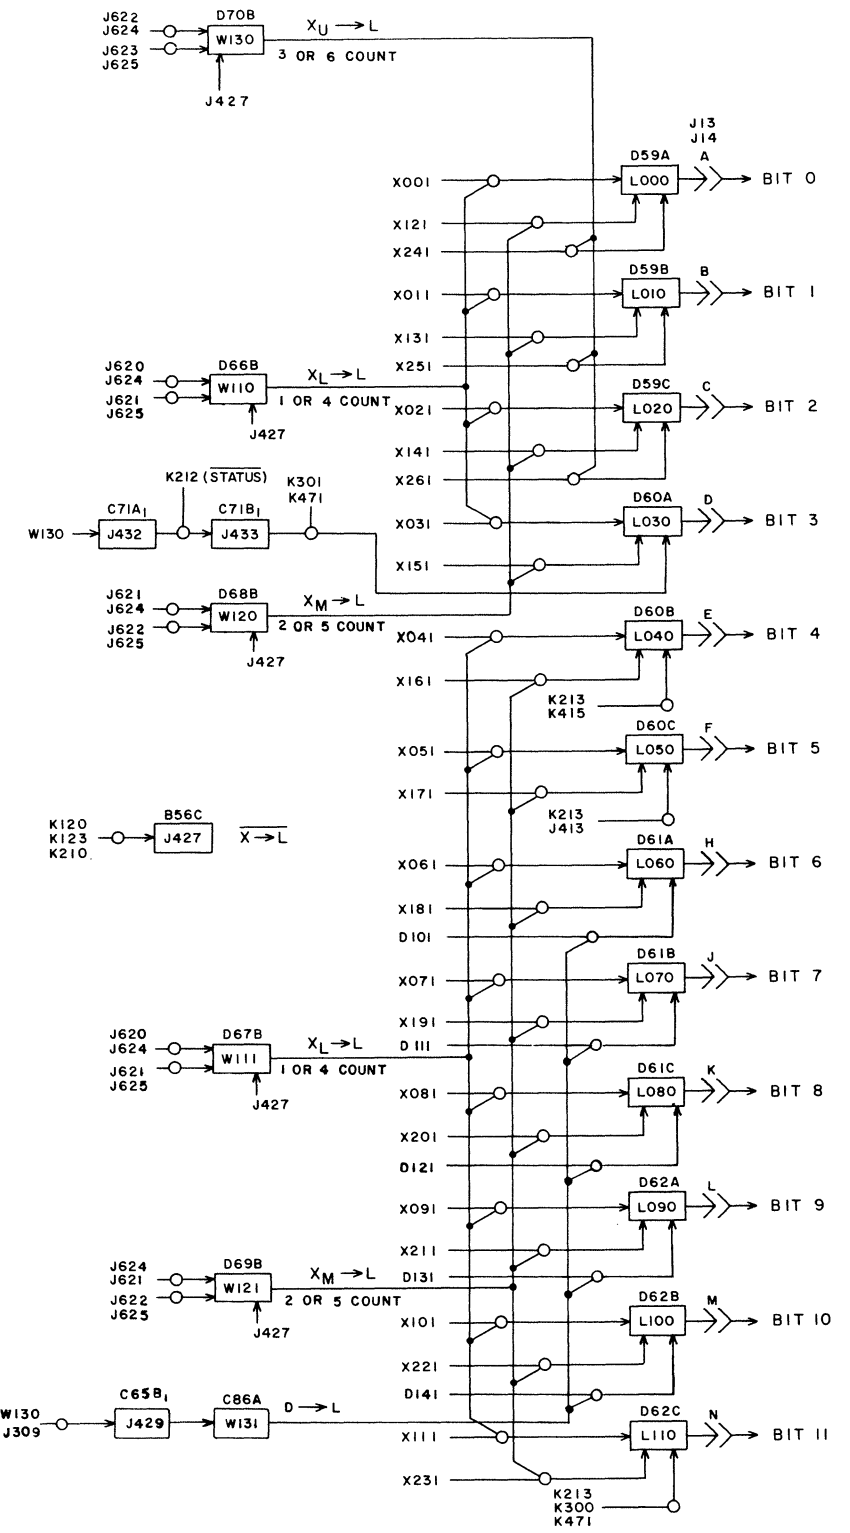 J622
J624
J623
J625
D70B
W130
J427
X_U → L
3 OR 6 COUNT
J13
J14
X001
X121
X241
D59A
L000
A
BIT 0
X011
X131
X251
D59B
L010
B
BIT 1
J620
J624
J621
J625
D66B
W110
J427
X_L → L
1 OR 4 COUNT
X021
X141
X261
D59C
L020
C
BIT 2
K212 (STATUS)
K301
K471
W130
C71A1
J432
C71B1
J433
X031
X151
D60A
L030
D
BIT 3
J621
J624
J622
J625
D68B
W120
J427
X_M → L
2 OR 5 COUNT
X041
X161
K213
K415
D60B
L040
E
BIT 4
X051
X171
K213
J413
D60C
L050
F
BIT 5
K120
K123
K210
B56C
J427
X → L
X061
X181
D101
D61A
L060
H
BIT 6
X071
X191
D111
D61B
L070
J
BIT 7
J620
J624
J621
J625
D67B
W111
J427
X_L → L
1 OR 4 COUNT
X081
X201
D121
D61C
L080
K
BIT 8
X091
X211
D131
D62A
L090
L
BIT 9
J624
J621
J622
J625
D69B
W121
J427
X_M → L
2 OR 5 COUNT
X101
X221
D141
D62B
L100
M
BIT 10
W130
J309
C65B1
J429
C86A
W131
D → L
X111
X231
K213
K300
K471
D62C
L110
N
BIT 11